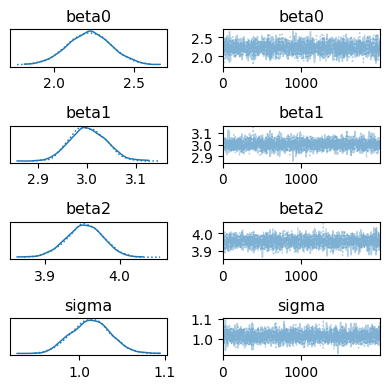 beta0 beta0
2.5
2.0
2.0 2.5 0 1000
beta1 beta1
3.1
3.0
2.9
2.9 3.0 3.1 0 1000
beta2 beta2
4.0
3.9
3.9 4.0 0 1000
sigma sigma
1.1
1.0
1.0 1.1 0 1000